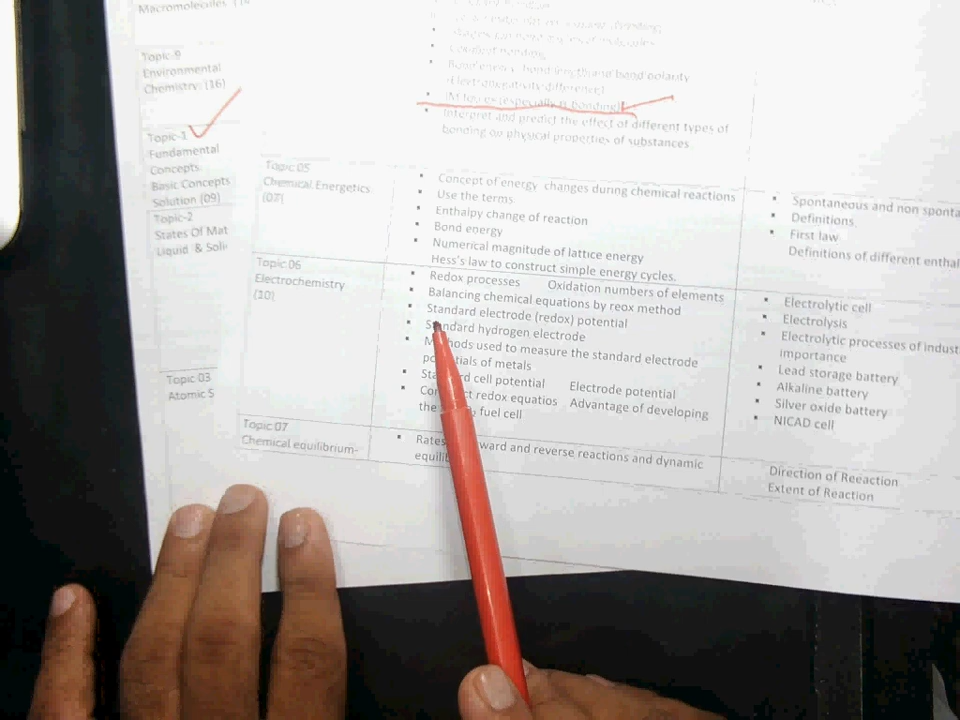 Macromolecules
Topic-9
Environmental
Chemistry: (16)
Topic-1
Fundamental
Concepts
Basic Concepts
Solution (09)
Topic-2
States Of Mat
Liquid & Soli
Topic 03
Atomic S
bonding
Bond energy, bond length and bond polarity
(Electronegativity difference)
(especially H bonding)
Interpret and predict the effect of different types of
bonding on physical properties of substances
Topic 05
Chemical Energetics
(07)
Concept of energy changes during chemical reactions
Use the terms
Enthalpy change of reaction
Bond energy
Numerical magnitude of lattice energy
Hess's law to construct simple energy cycles.
Spontaneous and non sponta
Definitions
First law
Definitions of different enthal
Topic 06
Electrochemistry
(10)
Redox processes Oxidation numbers of elements
Balancing chemical equations by reox method
Standard electrode (redox) potential
Standard hydrogen electrode
Methods used to measure the standard electrode
potentials of metals
Standard cell potential Electrode potential
redox equatios Advantage of developing
the fuel cell
Electrolytic cell
Electrolysis
Electrolytic processes of indust
importance
Lead storage battery
Alkaline battery
Silver oxide battery
NICAD cell
Topic 07
Chemical equilibrium-
Rates ward and reverse reactions and dynamic
equilib
Direction of Reeaction
Extent of Reaction